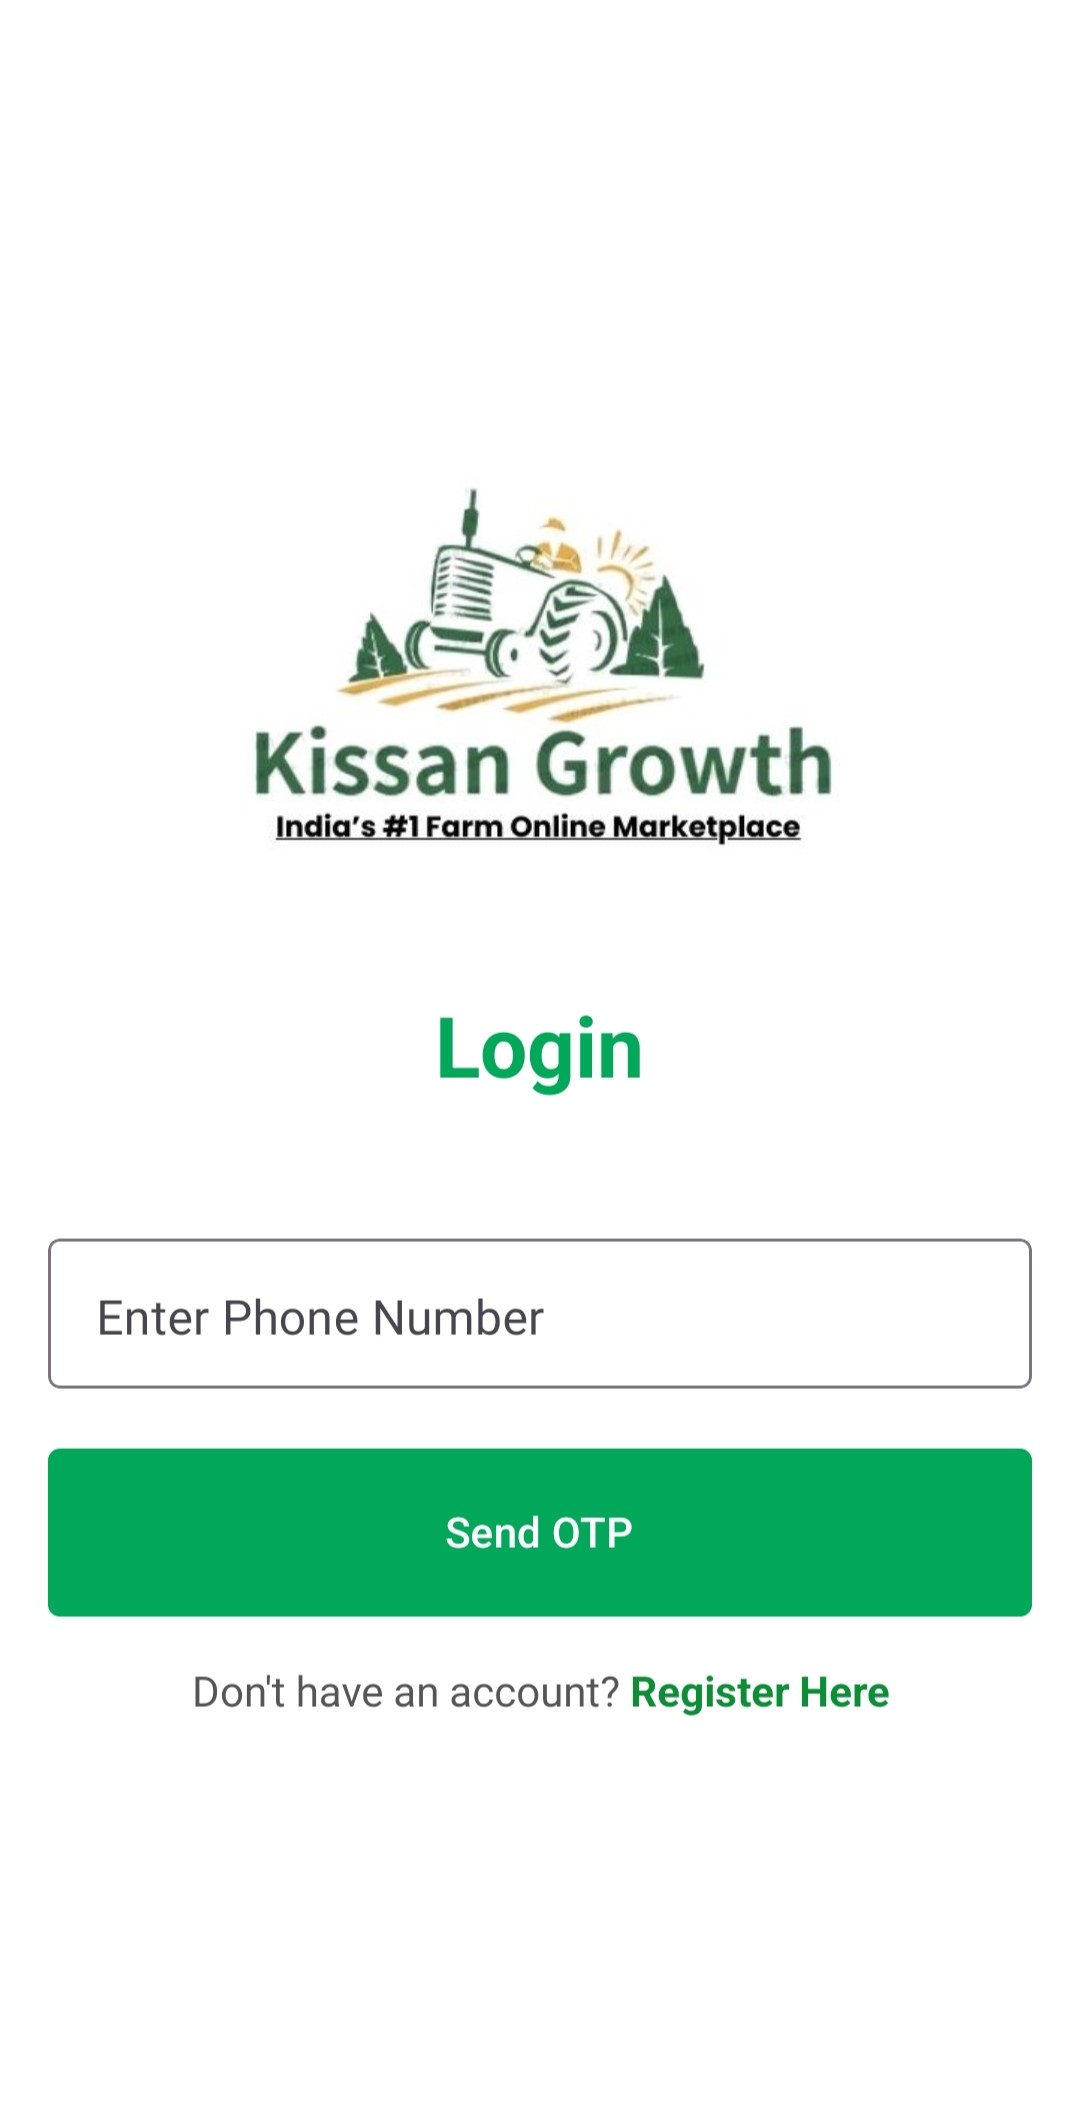 Kissan Growth
India's #1 Farm Online Marketplace
Login
Enter Phone Number
Send OTP
Don't have an account? Register Here